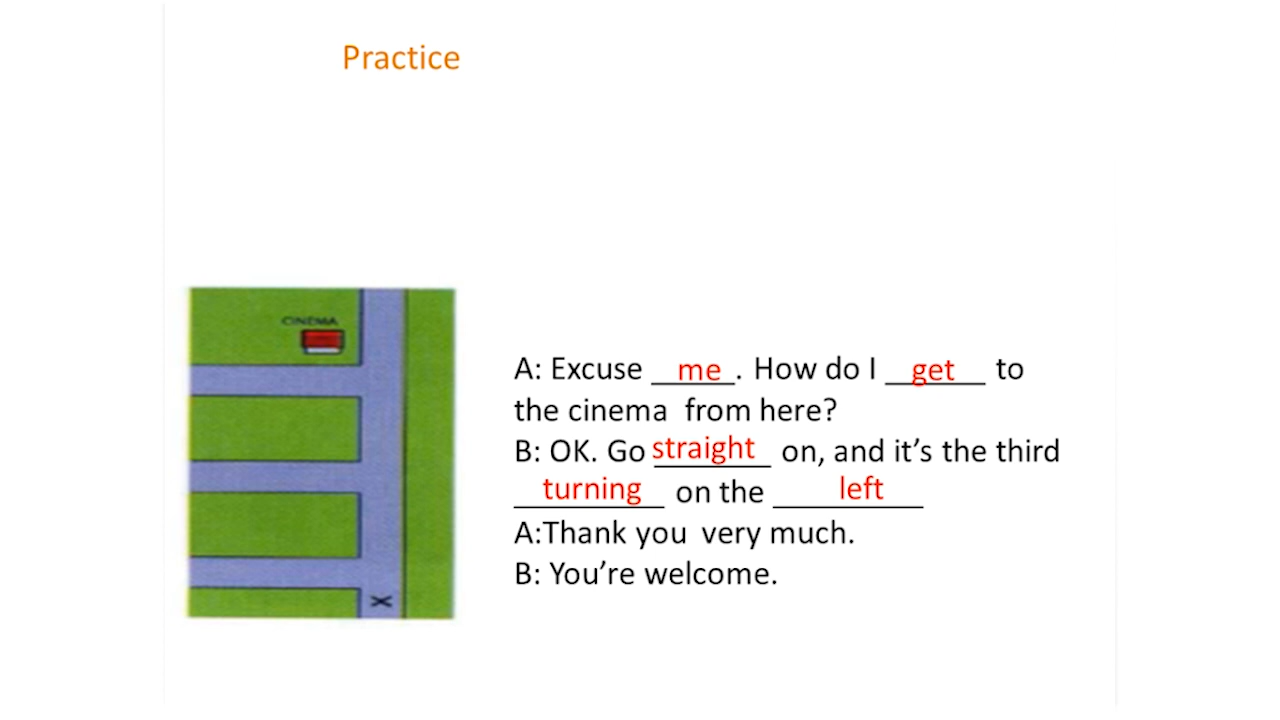 Practice
CINEMA
A: Excuse me. How do I get to
the cinema from here?
B: OK. Go straight on, and it's the third
turning on the left
A:Thank you very much.
B: You're welcome.
X